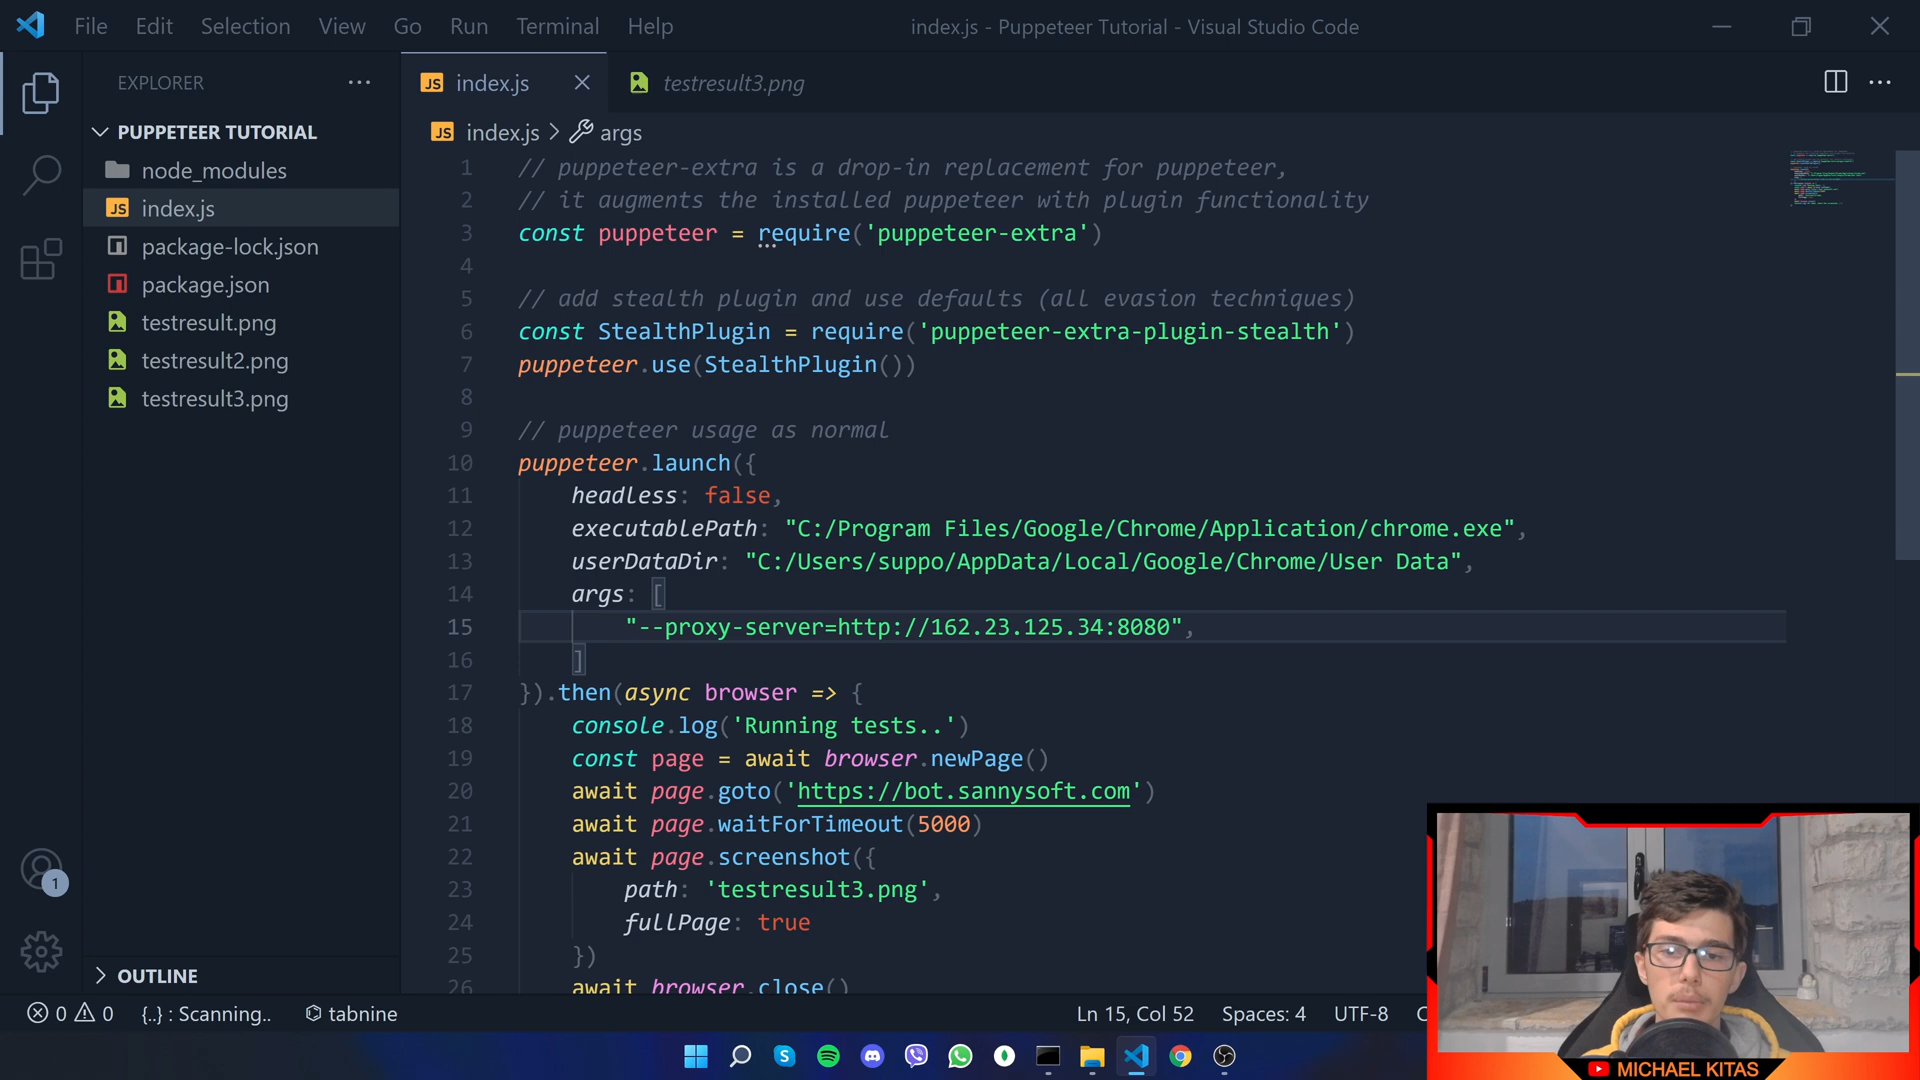 File Edit Selection View Go Run Terminal Help
index.js - Puppeteer Tutorial - Visual Studio Code
EXPLORER
JS index.js
testresult3.png
PUPPETEER TUTORIAL
JS index.js > args
node_modules
JS index.js
package-lock.json
package.json
testresult.png
testresult2.png
testresult3.png
1 // puppeteer-extra is a drop-in replacement for puppeteer,
2 // it augments the installed puppeteer with plugin functionality
3 const puppeteer = require('puppeteer-extra')
4
5 // add stealth plugin and use defaults (all evasion techniques)
6 const StealthPlugin = require('puppeteer-extra-plugin-stealth')
7 puppeteer.use(StealthPlugin())
8
9 // puppeteer usage as normal
10 puppeteer.launch({
11 headless: false,
12 executablePath: "C:/Program Files/Google/Chrome/Application/chrome.exe",
13 userDataDir: "C:/Users/suppo/AppData/Local/Google/Chrome/User Data",
14 args: [
15 "--proxy-server=http://162.23.125.34:8080",
16 ]
17 }).then(async browser => {
18 console.log('Running tests..')
19 const page = await browser.newPage()
20 await page.goto('https://bot.sannysoft.com')
21 await page.waitForTimeout(5000)
22 await page.screenshot({
23 path: 'testresult3.png',
24 fullPage: true
25 })
26 await browser.close()
1
OUTLINE
0 0 {..} : Scanning.. tabnine
Ln 15, Col 52 Spaces: 4 UTF-8 C
MICHAEL KITAS